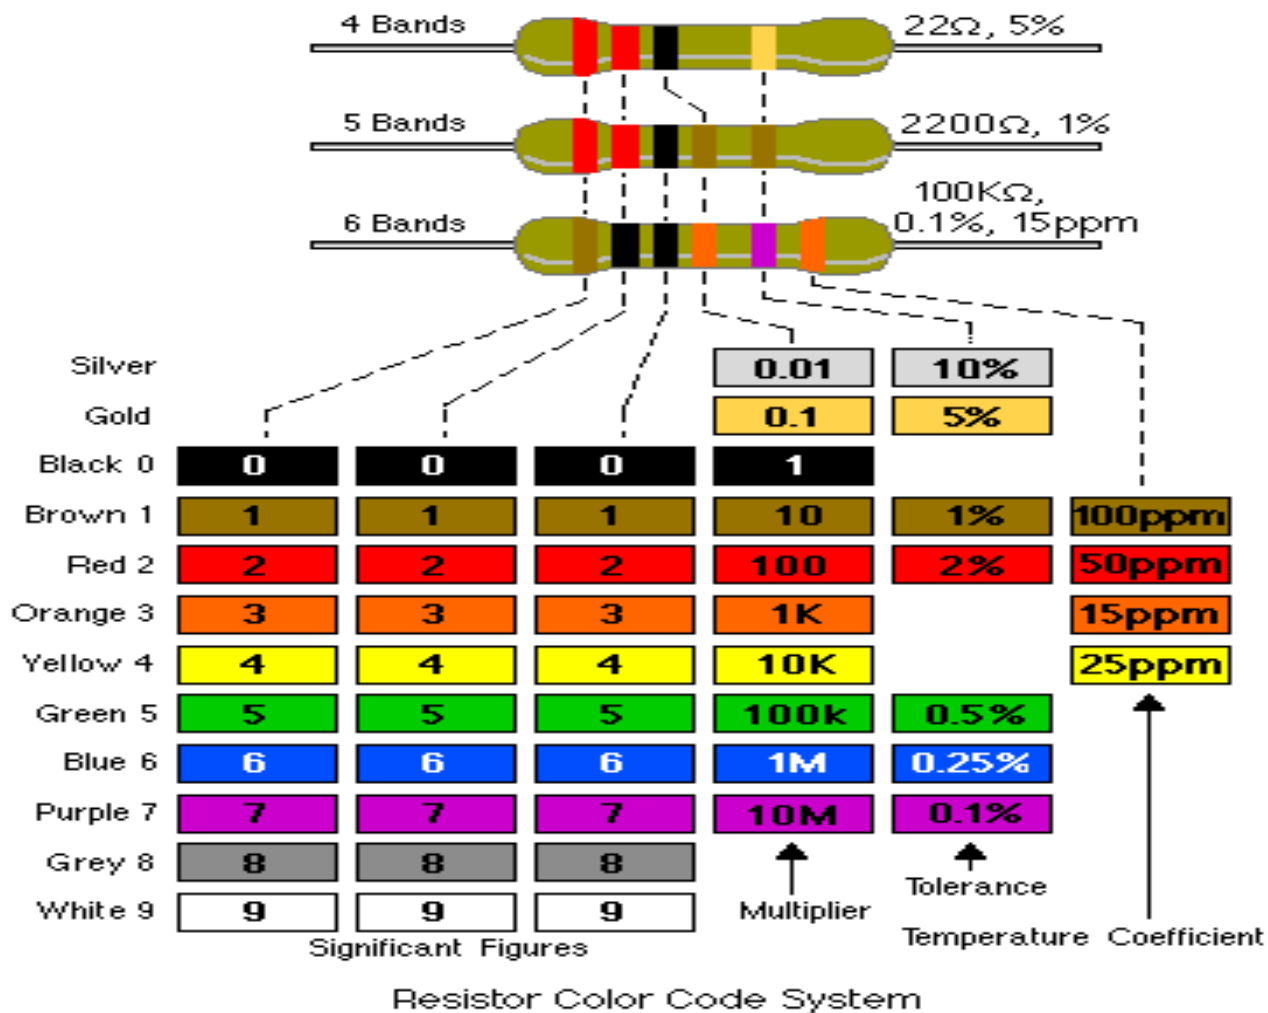 4 Bands 22Ω, 5%
5 Bands 2200Ω, 1%
100KΩ,
6 Bands 0.1%, 15ppm
Silver 0.01 10%
Gold 0.1 5%
Black 0 0 0 0 1
Brown 1 1 1 1 10 1% 100ppm
Red 2 2 2 2 100 2% 50ppm
Orange 3 3 3 3 1K 15ppm
Yellow 4 4 4 4 10K 25ppm
Green 5 5 5 5 100k 0.5%
Blue 6 6 6 6 1M 0.25%
Purple 7 7 7 7 10M 0.1%
Grey 8 8 8 8
Tolerance
White 9 9 9 9 Multiplier
Significant Figures Temperature Coefficient
Resistor Color Code System